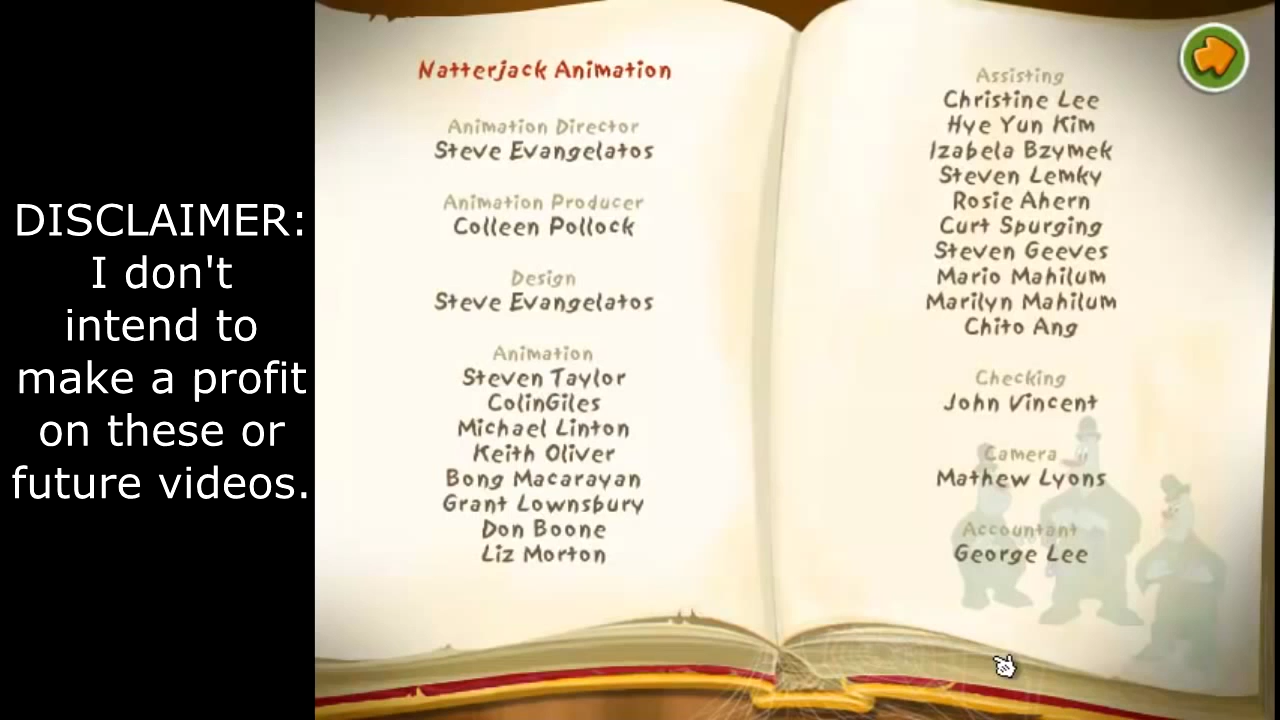 DISCLAIMER:
I don't
intend to
make a profit
on these or
future videos.
Natterjack Animation
Animation Director
Steve Evangelatos
Animation Producer
Colleen Pollock
Design
Steve Evangelatos
Animation
Steven Taylor
ColinGiles
Michael Linton
Keith Oliver
Bong Macarayan
Grant Lownsbury
Don Boone
Liz Morton
Assisting
Christine Lee
Hye Yun Kim
Izabela Bzymek
Steven Lemky
Rosie Ahern
Curt Spurging
Steven Geeves
Mario Mahilum
Marilyn Mahilum
Chito Ang
Checking
John Vincent
Camera
Mathew Lyons
Accountant
George Lee